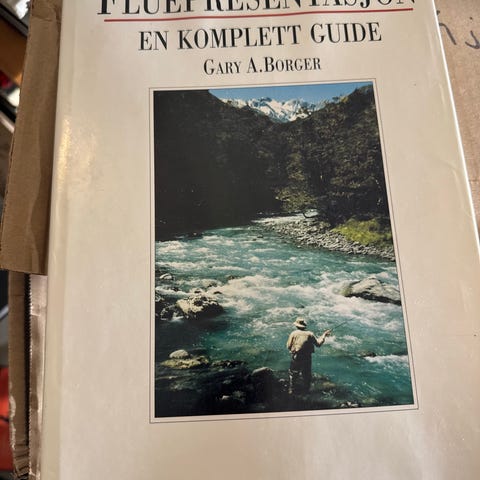 FLUEPRESENTASJON
EN KOMPLETT GUIDE
GARY A. BORGER